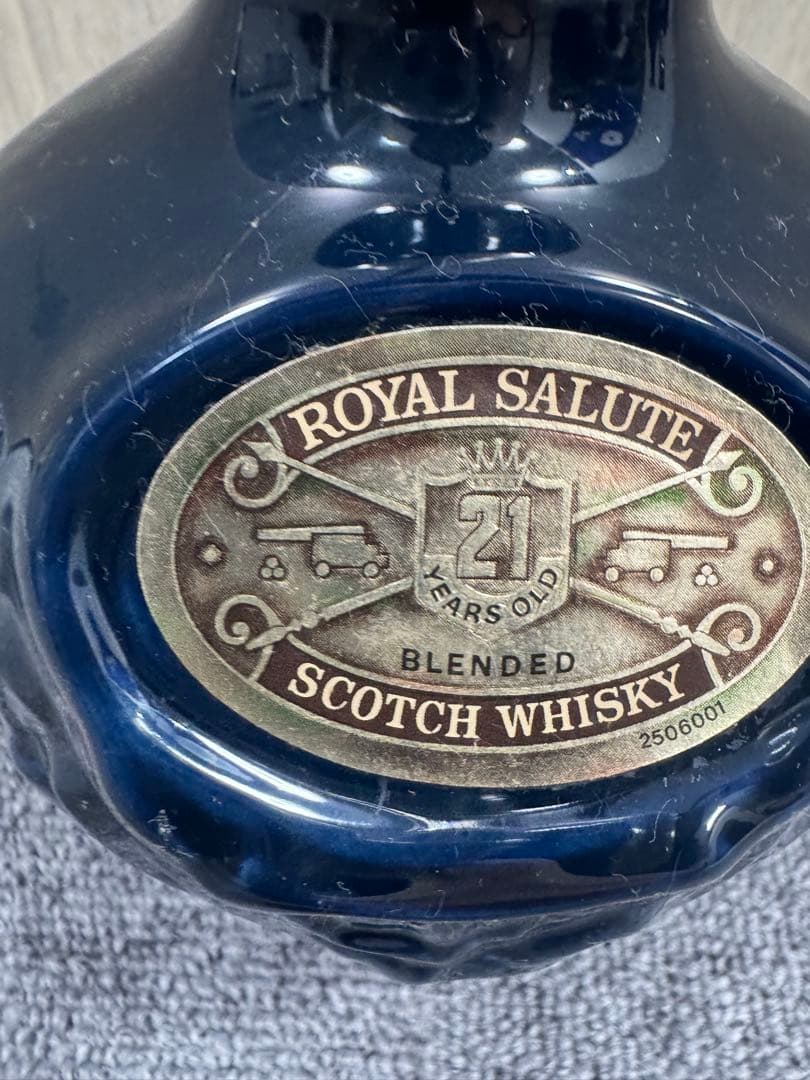 ROYAL SALUTE
21
YEARS OLD
BLENDED
SCOTCH WHISKY
2506001